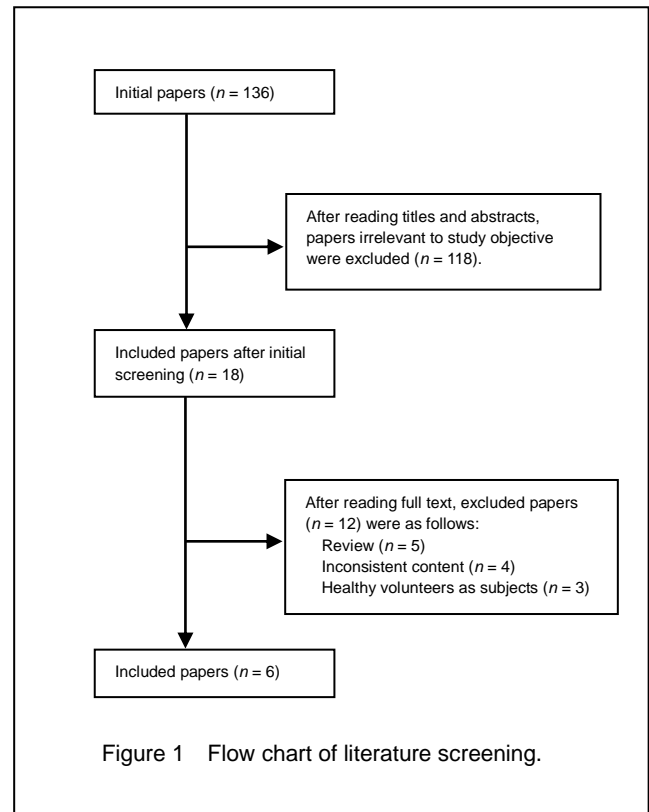 Initial papers (n = 136)
After reading titles and abstracts,
papers irrelevant to study objective
were excluded (n = 118).
Included papers after initial
screening (n = 18)
After reading full text, excluded papers
(n = 12) were as follows:
Review (n = 5)
Inconsistent content (n = 4)
Healthy volunteers as subjects (n = 3)
Included papers (n = 6)
Figure 1 Flow chart of literature screening.